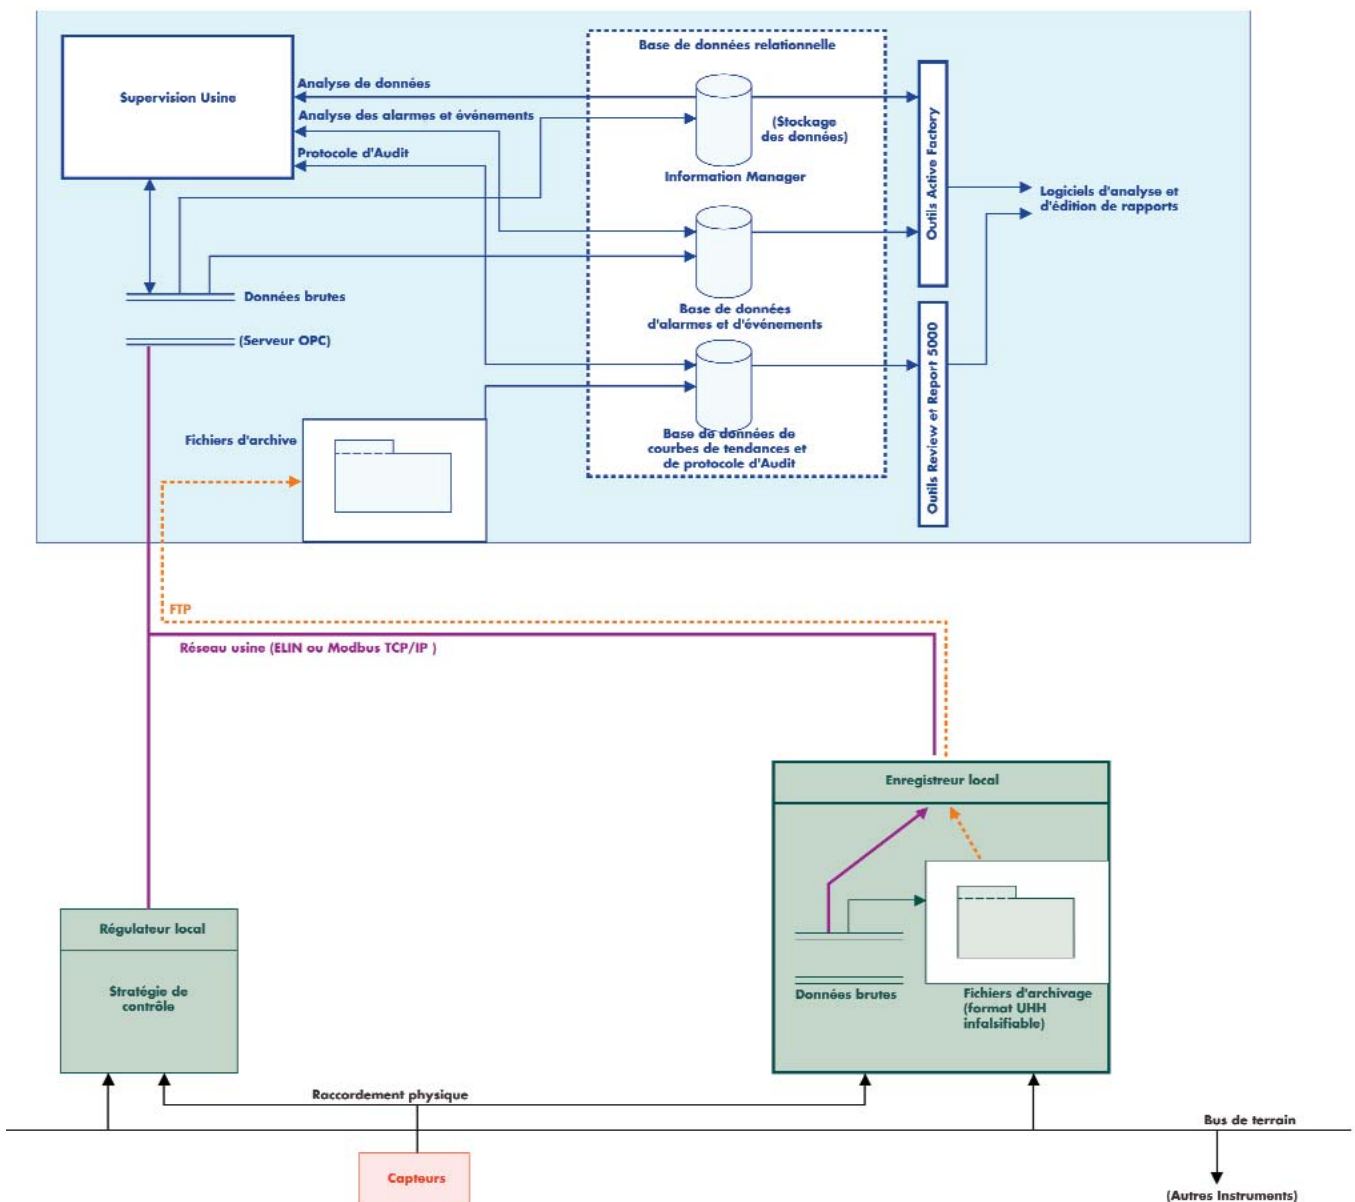 Base de données relationnelle
Supervision Usine
Analyse de données
Analyse des alarmes et événements
Protocole d'Audit
(Stockage
des données)
Information Manager
Outils Active Factory
Logiciels d'analyse et
d'édition de rapports
Données brutes
(Serveur OPC)
Base de données
d'alarmes et d'événements
Outils Review et Report 5000
Fichiers d'archive
Base de données de
courbes de tendances et
de protocole d'Audit
FTP
Réseau usine (ELIN ou Modbus TCP/IP )
Enregistreur local
Régulateur local
Stratégie de
contrôle
Données brutes
Fichiers d'archivage
(format UHH
infalsifiable)
Raccordement physique
Bus de terrain
Capteurs
(Autres Instruments)